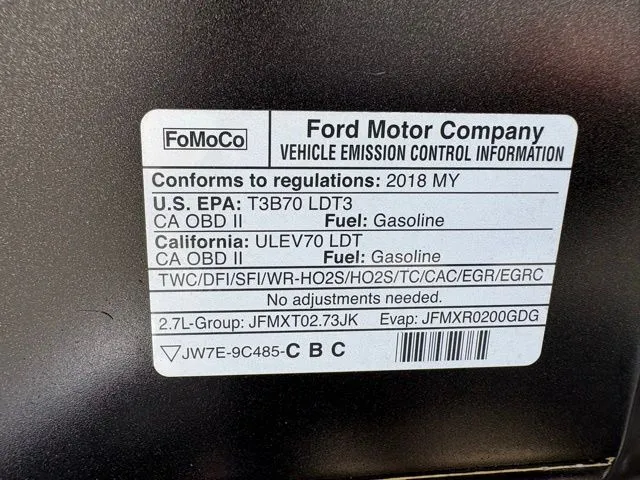 FoMoCo
Ford Motor Company
VEHICLE EMISSION CONTROL INFORMATION
Conforms to regulations: 2018 MY
U.S. EPA: T3B70 LDT3
CA OBD II Fuel: Gasoline
California: ULEV70 LDT
CA OBD II Fuel: Gasoline
TWC/DFI/SFI/WR-HO2S/HO2S/TC/CAC/EGR/EGRC
No adjustments needed.
2.7L-Group: JFMXT02.73JK Evap: JFMXR0200GDG
▽JW7E-9C485-C B C